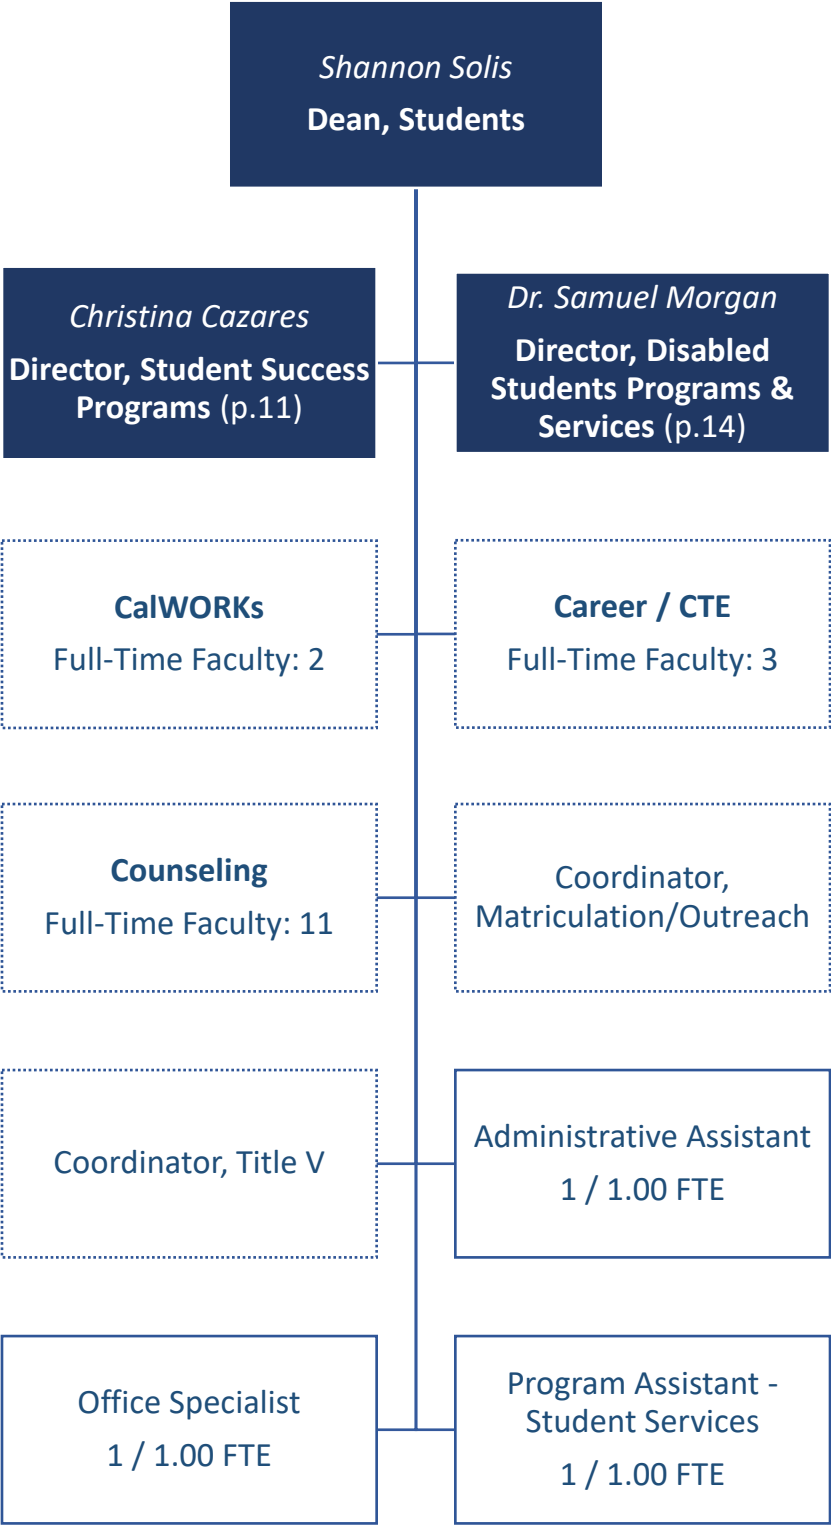 Shannon Solis
Dean, Students
Christina Cazares
Director, Student Success
Programs (p.11)
Dr. Samuel Morgan
Director, Disabled
Students Programs &
Services (p.14)
CalWORKs
Full-Time Faculty: 2
Career / CTE
Full-Time Faculty: 3
Counseling
Full-Time Faculty: 11
Coordinator,
Matriculation/Outreach
Coordinator, Title V
Administrative Assistant
1 / 1.00 FTE
Office Specialist
1 / 1.00 FTE
Program Assistant -
Student Services
1 / 1.00 FTE